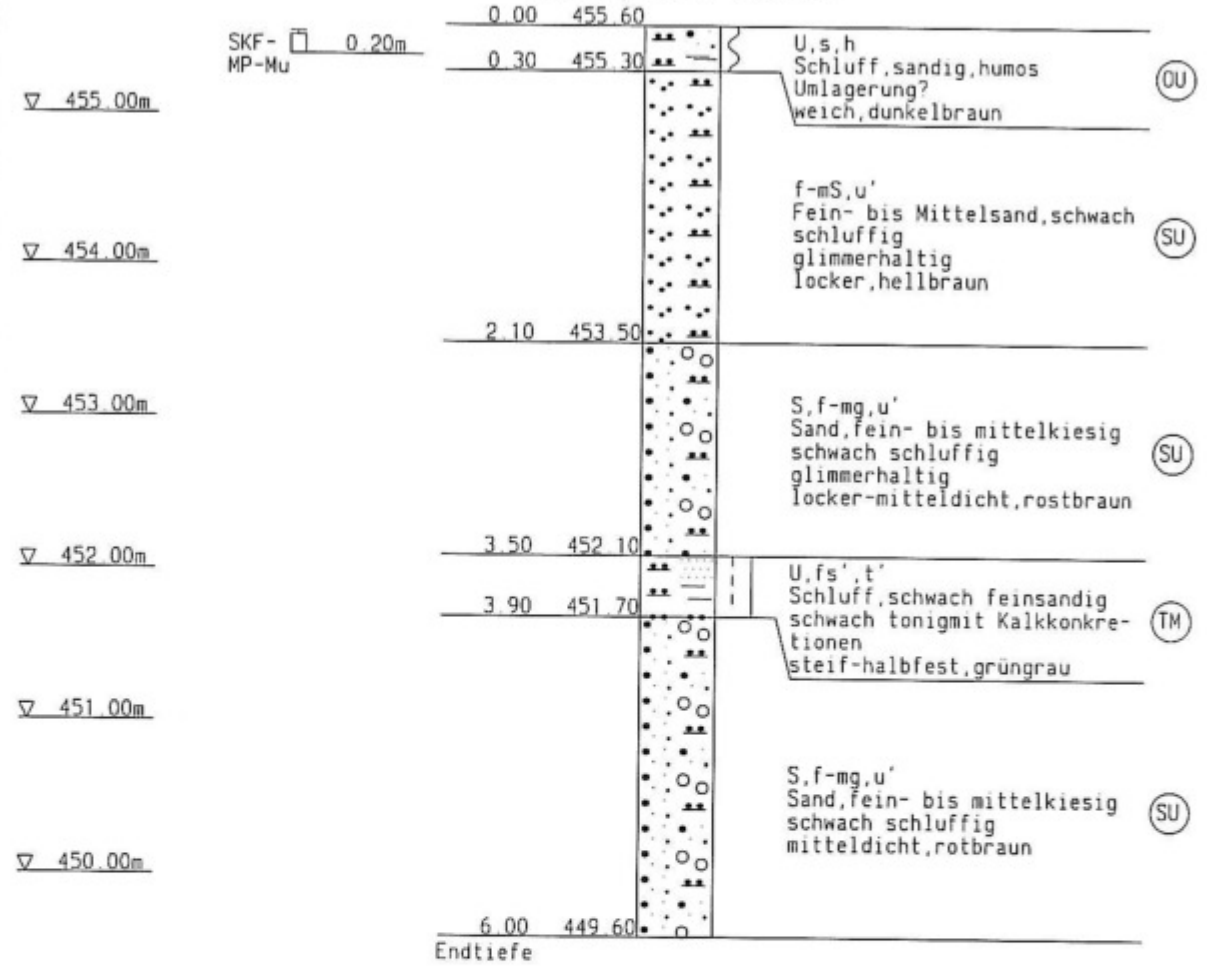 0.00 455.60
SKF- 0.20m
MP-Mu
0.30 455.30
U,s,h
Schluff,sandig,humos
Umlagerung?
weich,dunkelbraun
OU
455.00m
f-mS,u'
Fein- bis Mittelsand,schwach
schluffig
glimmerhaltig
locker,hellbraun
SU
454.00m
2.10 453.50
453.00m
S,f-mg,u'
Sand,fein- bis mittelkiesig
schwach schluffig
glimmerhaltig
locker-mitteldicht,rostbraun
SU
3.50 452.10
452.00m
U,fs',t'
Schluff,schwach feinsandig
schwach tonigmit Kalkkonkre-
tionen
steif-halbfest,grüngrau
TM
3.90 451.70
451.00m
S,f-mg,u'
Sand,fein- bis mittelkiesig
schwach schluffig
mitteldicht,rotbraun
SU
450.00m
6.00 449.60
Endtiefe